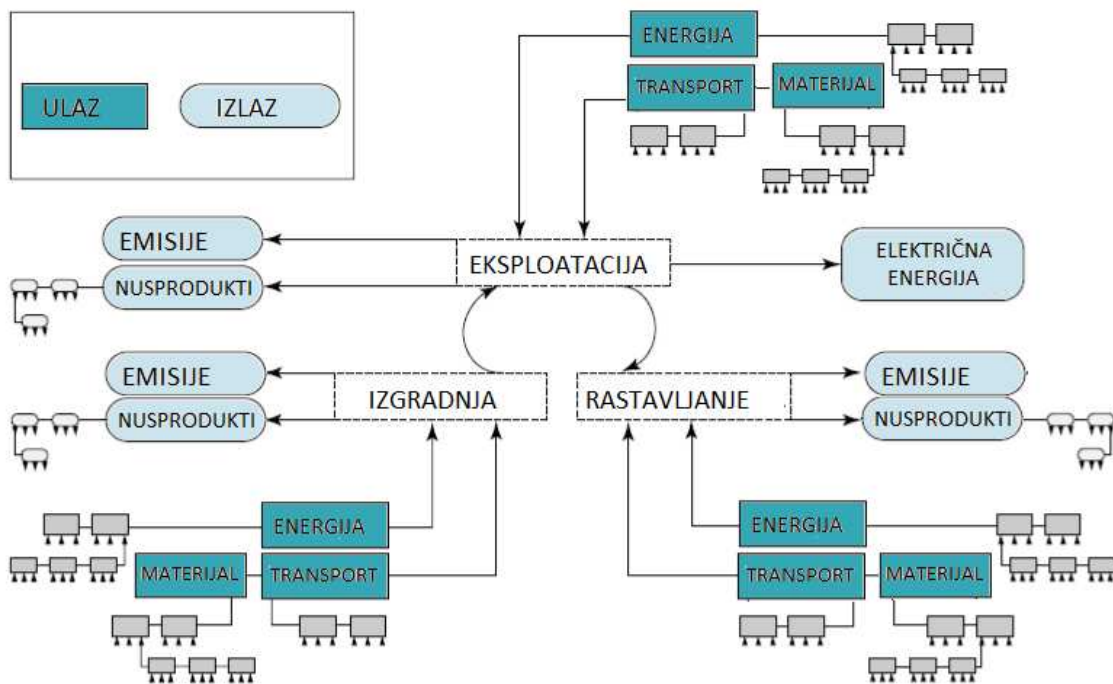 ULAZ
IZLAZ
ENERGIJA
TRANSPORT
MATERIJAL
EMISIJE
NUSPRODUKTI
EKSPLOATACIJA
ELEKTRIČNA
ENERGIJA
EMISIJE
NUSPRODUKTI
IZGRADNJA
RASTAVLJANJE
EMISIJE
NUSPRODUKTI
ENERGIJA
MATERIJAL
TRANSPORT
ENERGIJA
TRANSPORT
MATERIJAL